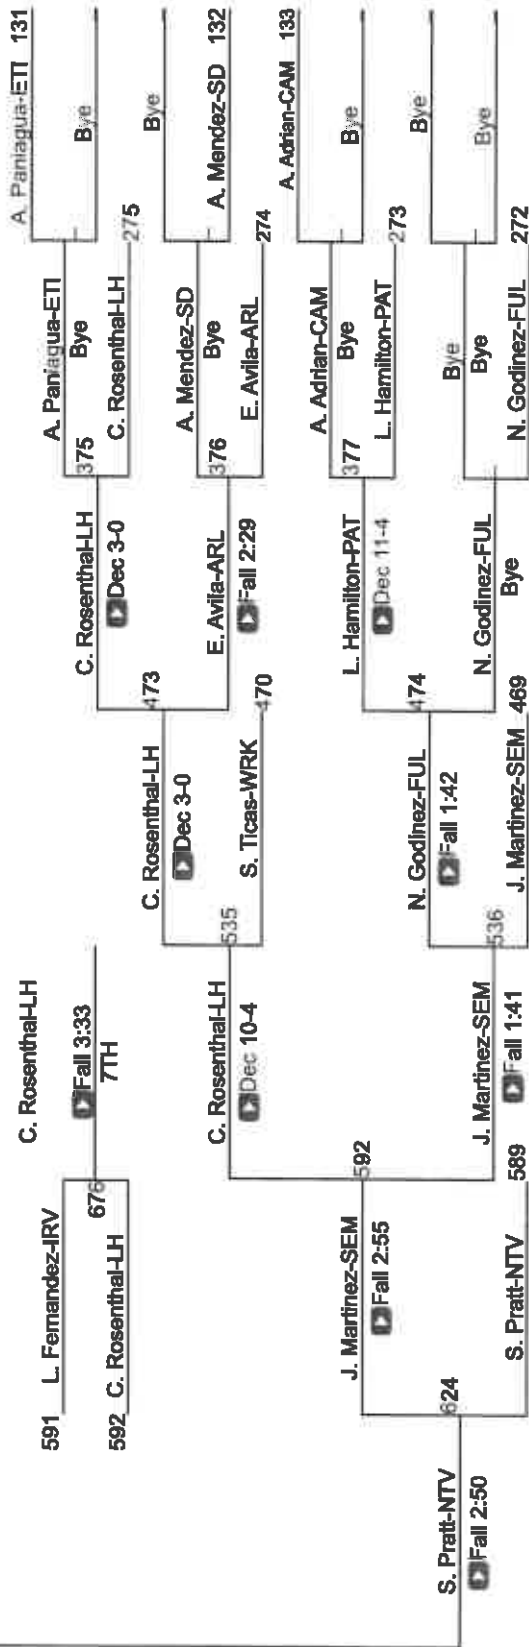 A. Paniagua-ETI 131
C. Rosenthal-LH
A. Paniagua-ETI
591 L. Fernandez-IRV
Fall 3:33
375
Bye
Bye
676
7TH
C. Rosenthal-LH
592 C. Rosenthal-LH
Dec 3-0
C. Rosenthal-LH
275
473
Bye
C. Rosenthal-LH
A. Mendez-SD
Dec 3-0
376
Bye
A. Mendez-SD 132
C. Rosenthal-LH
535
E. Avila-ARL
Dec 10-4
S. Ticas-WRK
470
Fall 2:29
E. Avila-ARL
274
A. Adrian-CAM 133
A. Adrian-CAM
J. Martinez-SEM
592
L. Hamilton-PAT
377
Bye
Bye
Fall 2:55
Dec 11-4
L. Hamilton-PAT
273
N. Godinez-FUL
474
Bye
624
Fall 1:42
Bye
S. Pratt-NTV
J. Martinez-SEM
536
N. Godinez-FUL
Bye
Bye
Fall 2:50
Fall 1:41
Bye
S. Pratt-NTV
589
J. Martinez-SEM
469
N. Godinez-FUL
272